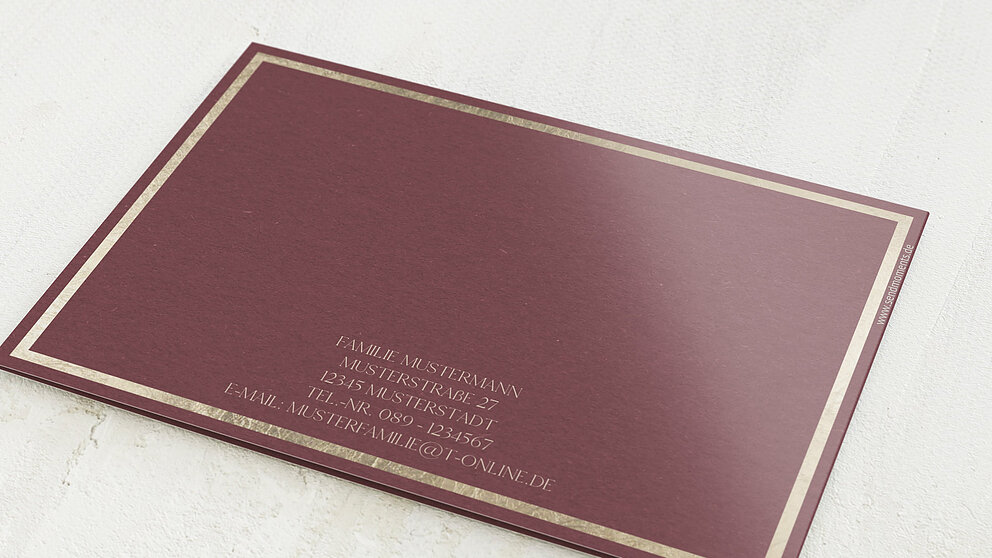 FAMILIE MUSTERMANN
MUSTERSTRAßE 27
12345 MUSTERSTADT
TEL.-NR. 089 - 1234567
E-MAIL: MUSTERFAMILIE@T-ONLINE.DE
www.sendmoments.de